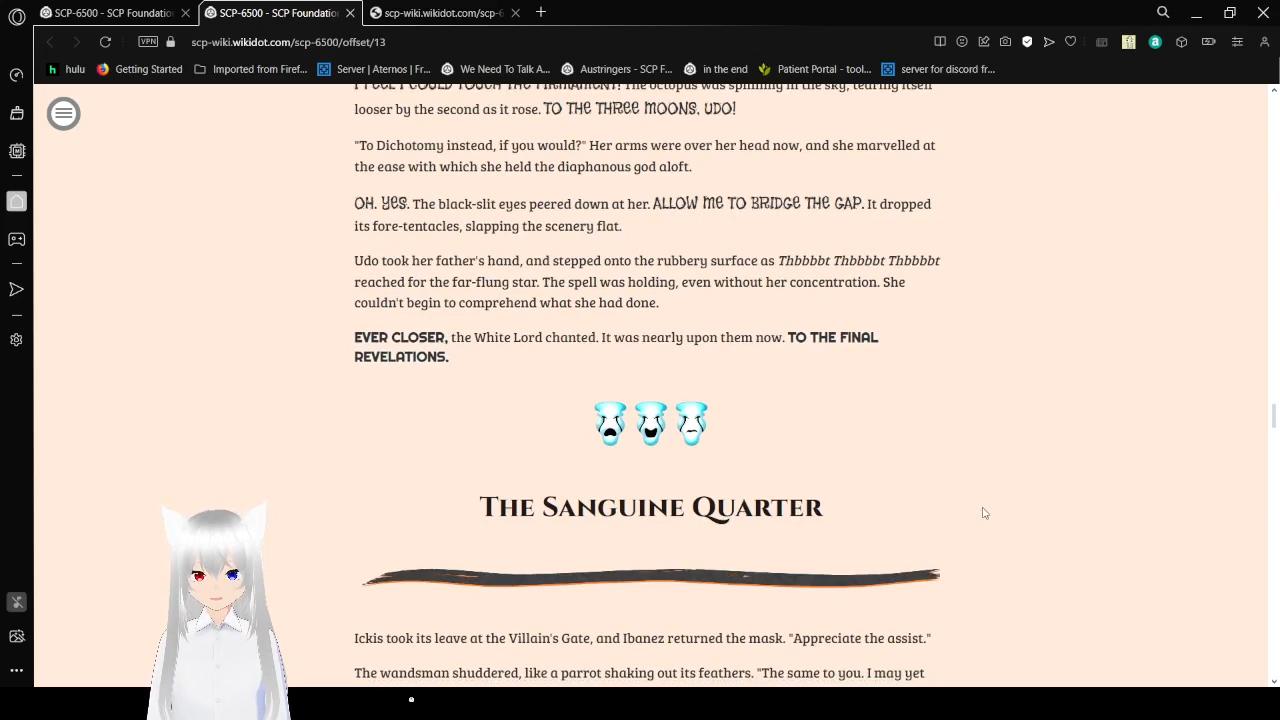 SCP-6500 - SCP Foundatio
SCP-6500 - SCP Foundatio
scp-wiki.wikidot.com/scp-6
VPN
scp-wiki.wikidot.com/scp-6500/offset/13
hulu
Getting Started
Imported from Firef...
Server | Aternos | Fr...
We Need To Talk A...
Austringers - SCP F...
in the end
Patient Portal - tool...
server for discord fr...
I FEEL I COULD TOUCH THE FIRMAMENT! The octopus was spinning in the sky, tearing itself
looser by the second as it rose. TO THE THREE MOONS, UDO!
"To Dichotomy instead, if you would?" Her arms were over her head now, and she marvelled at
the ease with which she held the diaphanous god aloft.
OH. YES. The black-slit eyes peered down at her. ALLOW ME TO BRIDGE THE GAP. It dropped
its fore-tentacles, slapping the scenery flat.
Udo took her father's hand, and stepped onto the rubbery surface as Thbbbbt Thbbbbt Thbbbbt
reached for the far-flung star. The spell was holding, even without her concentration. She
couldn't begin to comprehend what she had done.
EVER CLOSER, the White Lord chanted. It was nearly upon them now. TO THE FINAL
REVELATIONS.
The Sanguine Quarter
Ickis took its leave at the Villain's Gate, and Ibanez returned the mask. "Appreciate the assist."
The wandsman shuddered, like a parrot shaking out its feathers. "The same to you. I may yet